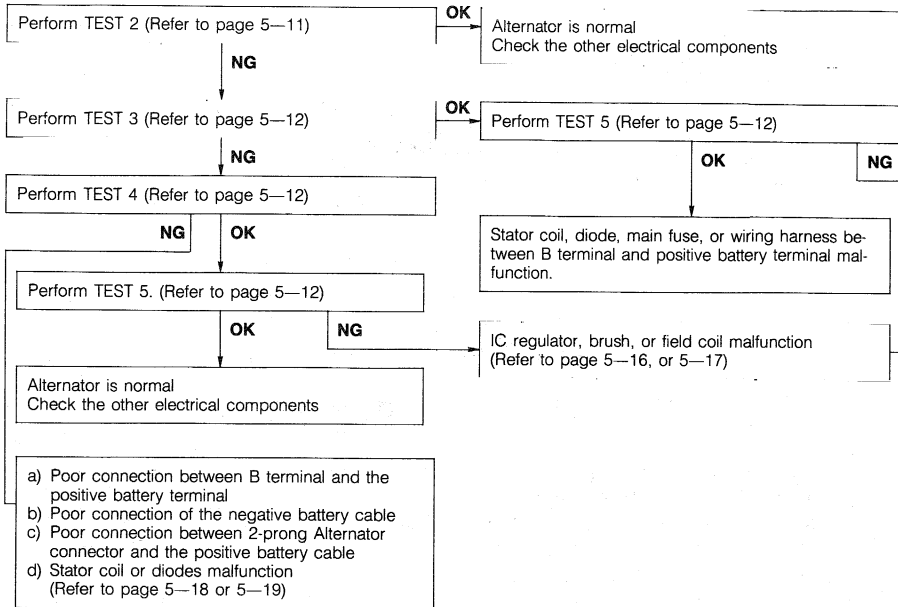 Perform TEST 2 (Refer to page 5—11)
OK
Alternator is normal
Check the other electrical components
NG
Perform TEST 3 (Refer to page 5—12)
OK
Perform TEST 5 (Refer to page 5—12)
NG
OK
NG
Perform TEST 4 (Refer to page 5—12)
NG
OK
Stator coil, diode, main fuse, or wiring harness be-
tween B terminal and positive battery terminal mal-
function.
Perform TEST 5. (Refer to page 5—12)
OK
NG
IC regulator, brush, or field coil malfunction
(Refer to page 5—16, or 5—17)
Alternator is normal
Check the other electrical components
a) Poor connection between B terminal and the
positive battery terminal
b) Poor connection of the negative battery cable
c) Poor connection between 2-prong Alternator
connector and the positive battery cable
d) Stator coil or diodes malfunction
(Refer to page 5—18 or 5—19)